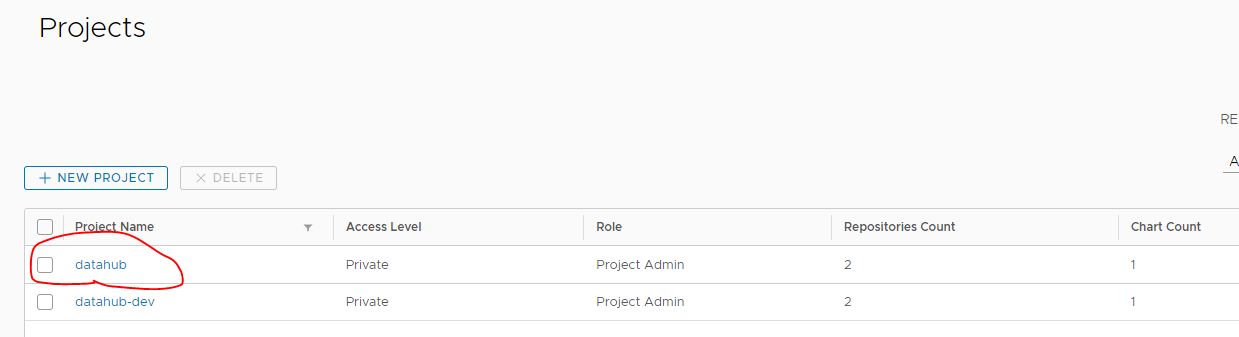 Projects
RE
A
+ NEW PROJECT × DELETE
Project Name Access Level Role Repositories Count Chart Count
datahub Private Project Admin 2 1
datahub-dev Private Project Admin 2 1